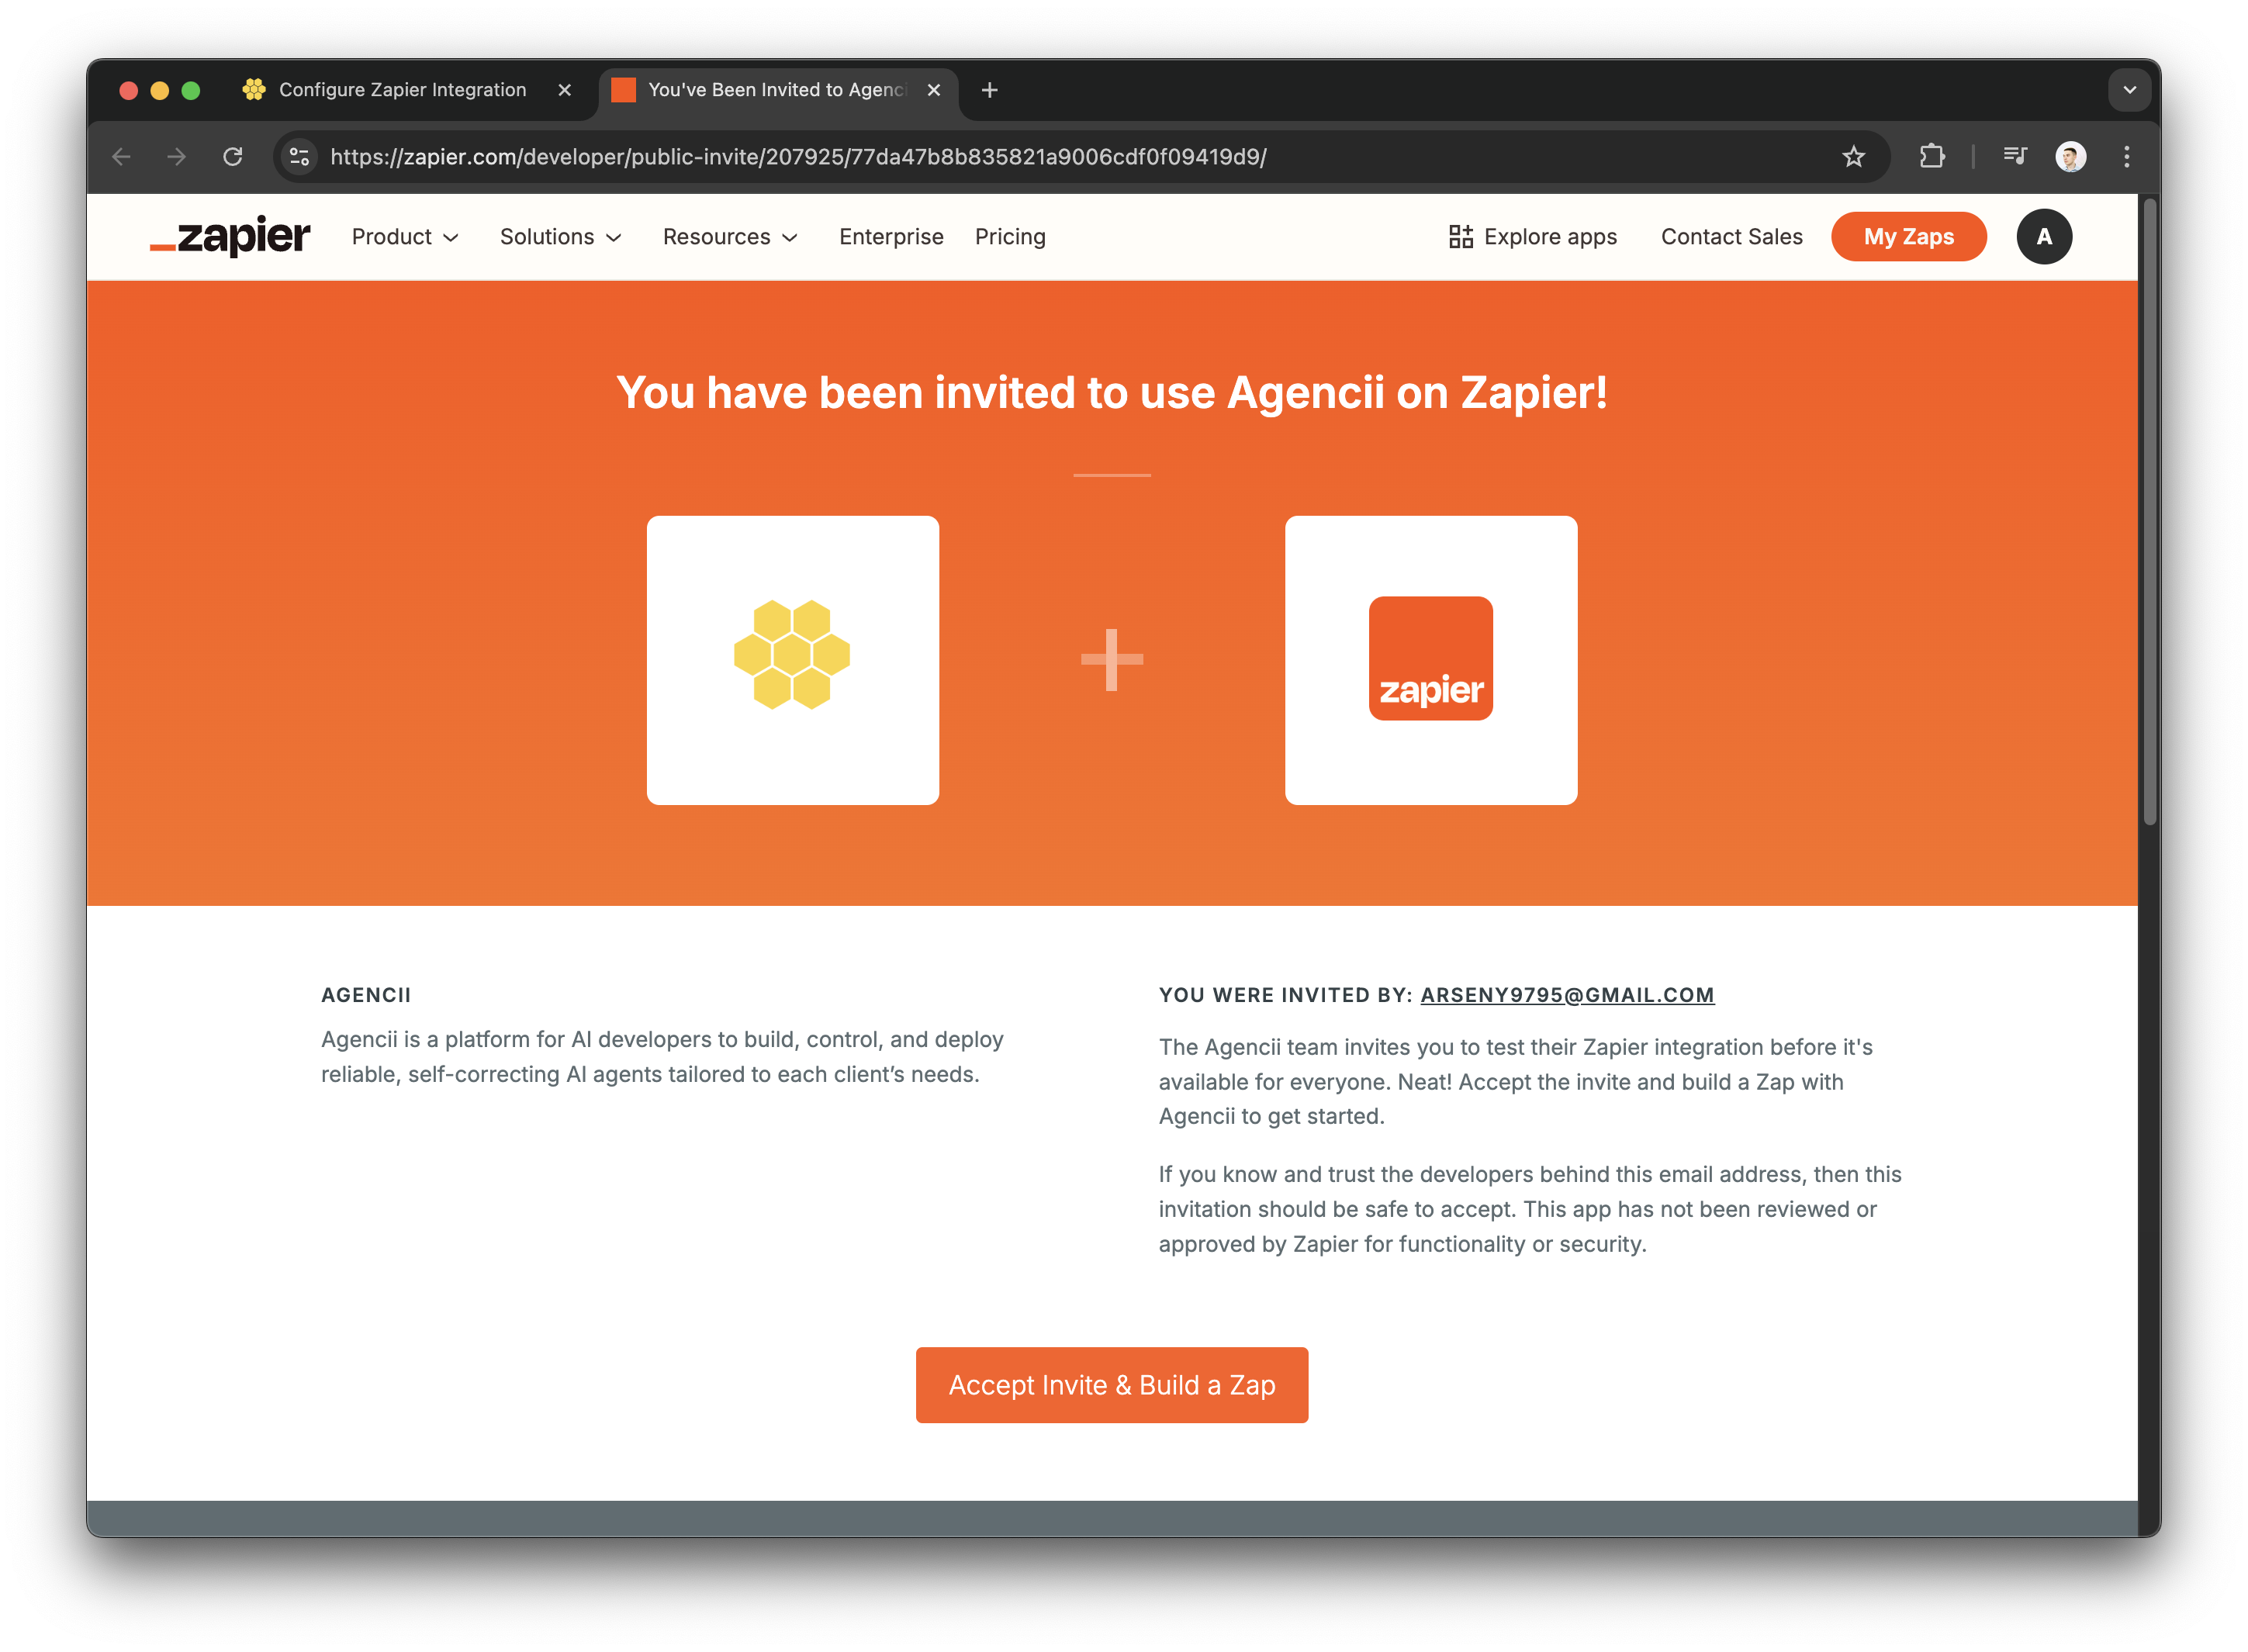 Configure Zapier Integration
You've Been Invited to Agenci
https://zapier.com/developer/public-invite/207925/77da47b8b835821a9006cdf0f09419d9/
zapier
Product
Solutions
Resources
Enterprise
Pricing
Explore apps
Contact Sales
My Zaps
A
You have been invited to use Agencii on Zapier!
zapier
AGENCII
Agencii is a platform for AI developers to build, control, and deploy
reliable, self-correcting AI agents tailored to each client’s needs.
YOU WERE INVITED BY: ARSENY9795@GMAIL.COM
The Agencii team invites you to test their Zapier integration before it's
available for everyone. Neat! Accept the invite and build a Zap with
Agencii to get started.
If you know and trust the developers behind this email address, then this
invitation should be safe to accept. This app has not been reviewed or
approved by Zapier for functionality or security.
Accept Invite & Build a Zap